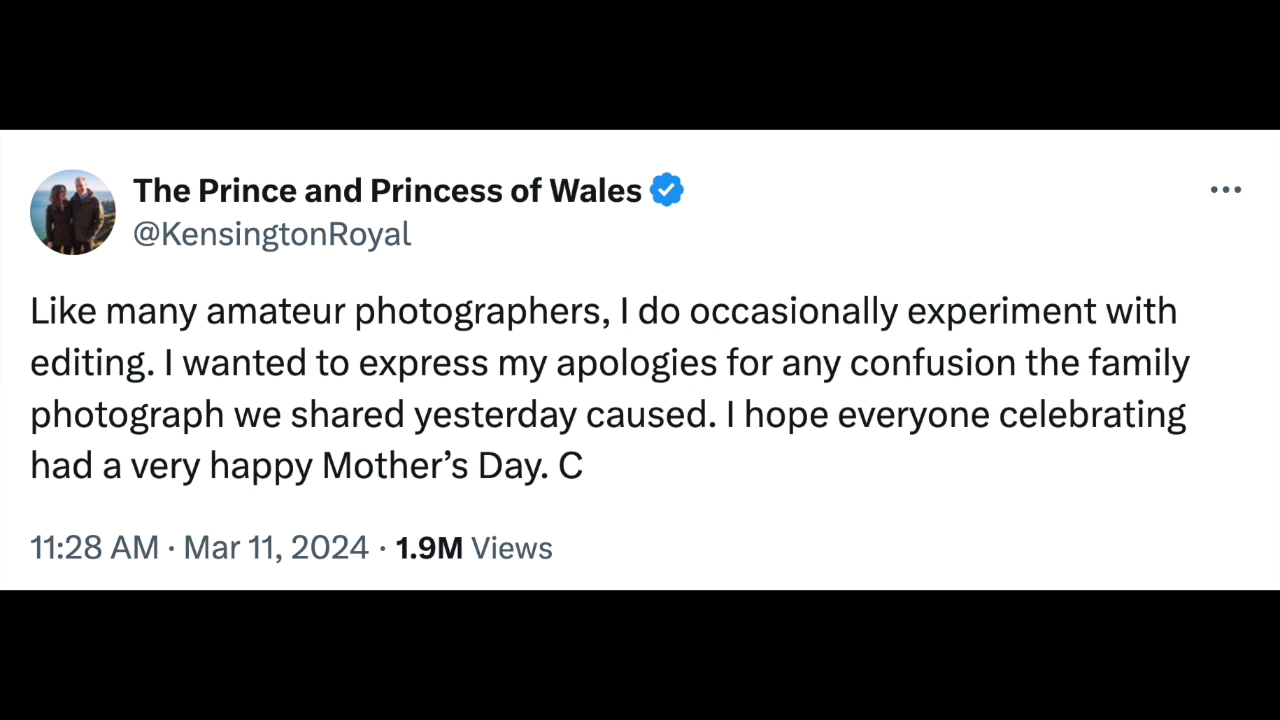 The Prince and Princess of Wales
@KensingtonRoyal
Like many amateur photographers, I do occasionally experiment with
editing. I wanted to express my apologies for any confusion the family
photograph we shared yesterday caused. I hope everyone celebrating
had a very happy Mother’s Day. C
11:28 AM · Mar 11, 2024 · 1.9M Views